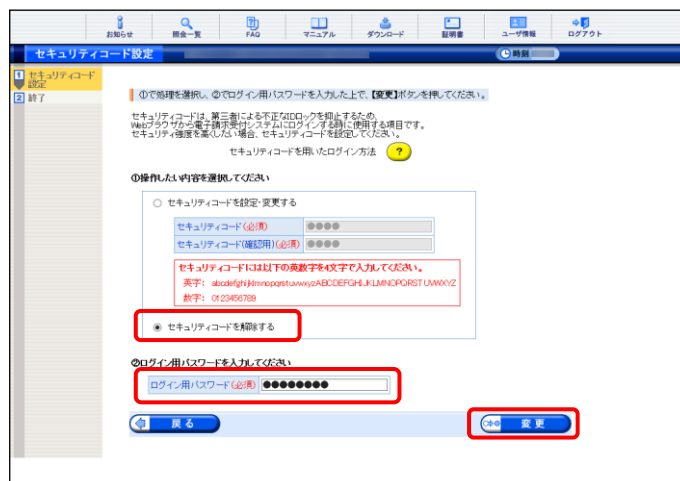 お知らせ 照会一覧 FAQ マニュアル ダウンロード 証明書 ユーザ情報 ログアウト
セキュリティコード設定 時刻
1 セキュリティコード設定
2 終了
①で処理を選択し、②でログイン用パスワードを入力した上で、【変更】ボタンを押してください。
セキュリティコードは、第三者による不正なIDロックを抑止するため、
Webブラウザから電子請求受付システムにログインする時に使用する項目です。
セキュリティ強度を高くしたい場合、セキュリティコードを設定してください。
セキュリティコードを用いたログイン方法 ?
①操作したい内容を選択してください
セキュリティコードを設定・変更する
セキュリティコード(必須) ●●●●
セキュリティコード(確認用)(必須) ●●●●
セキュリティコードには以下の英数字を4文字で入力してください。
英字: abcdefghijklmnopqrstuvwxyzABCDEFGHIJKLMNOPQRSTUVWXYZ
数字: 0123456789
セキュリティコードを解除する
②ログイン用パスワードを入力してください
ログイン用パスワード(必須) ●●●●●●●●
戻る 変更